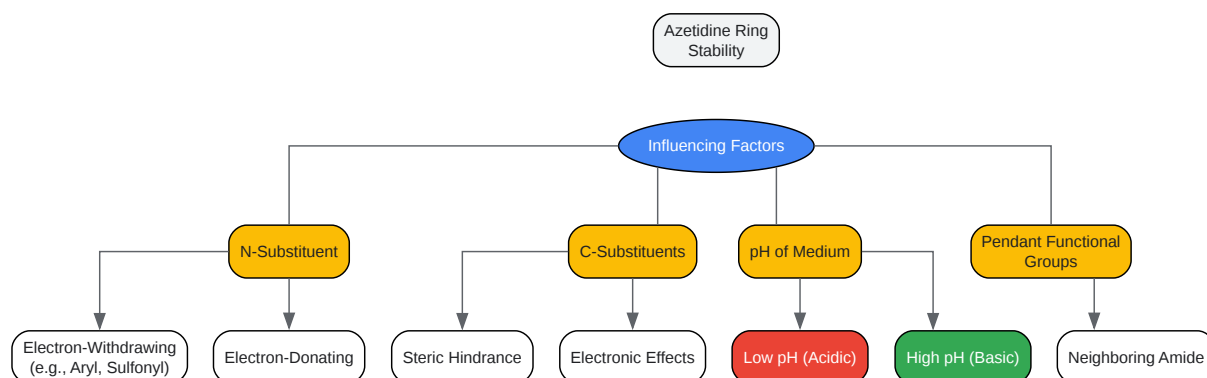 Azetidine Ring
Stability
Influencing Factors
N-Substituent
C-Substituents
pH of Medium
Pendant Functional
Groups
Electron-Withdrawing
(e.g., Aryl, Sulfonyl)
Electron-Donating
Steric Hindrance
Electronic Effects
Low pH (Acidic)
High pH (Basic)
Neighboring Amide